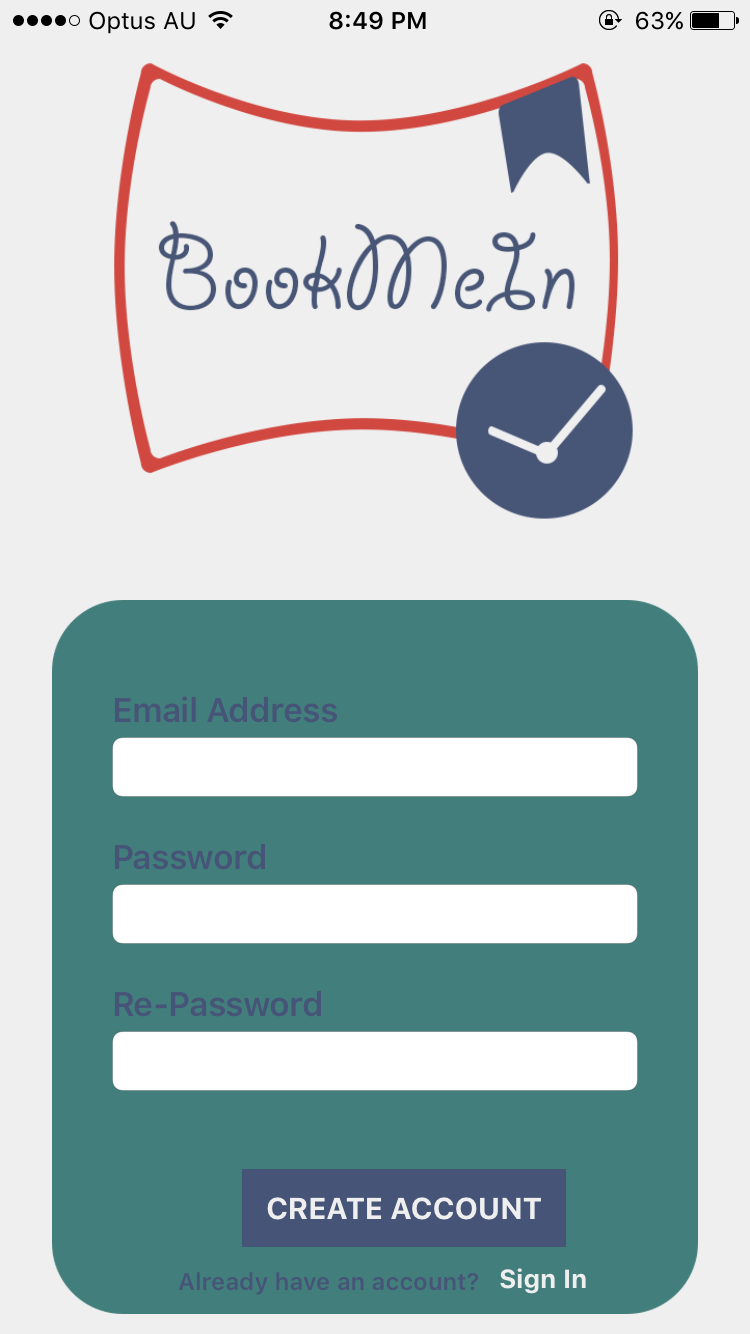 Optus AU 8:49 PM 63%
BookMeIn
Email Address
Password
Re-Password
CREATE ACCOUNT
Already have an account? Sign In